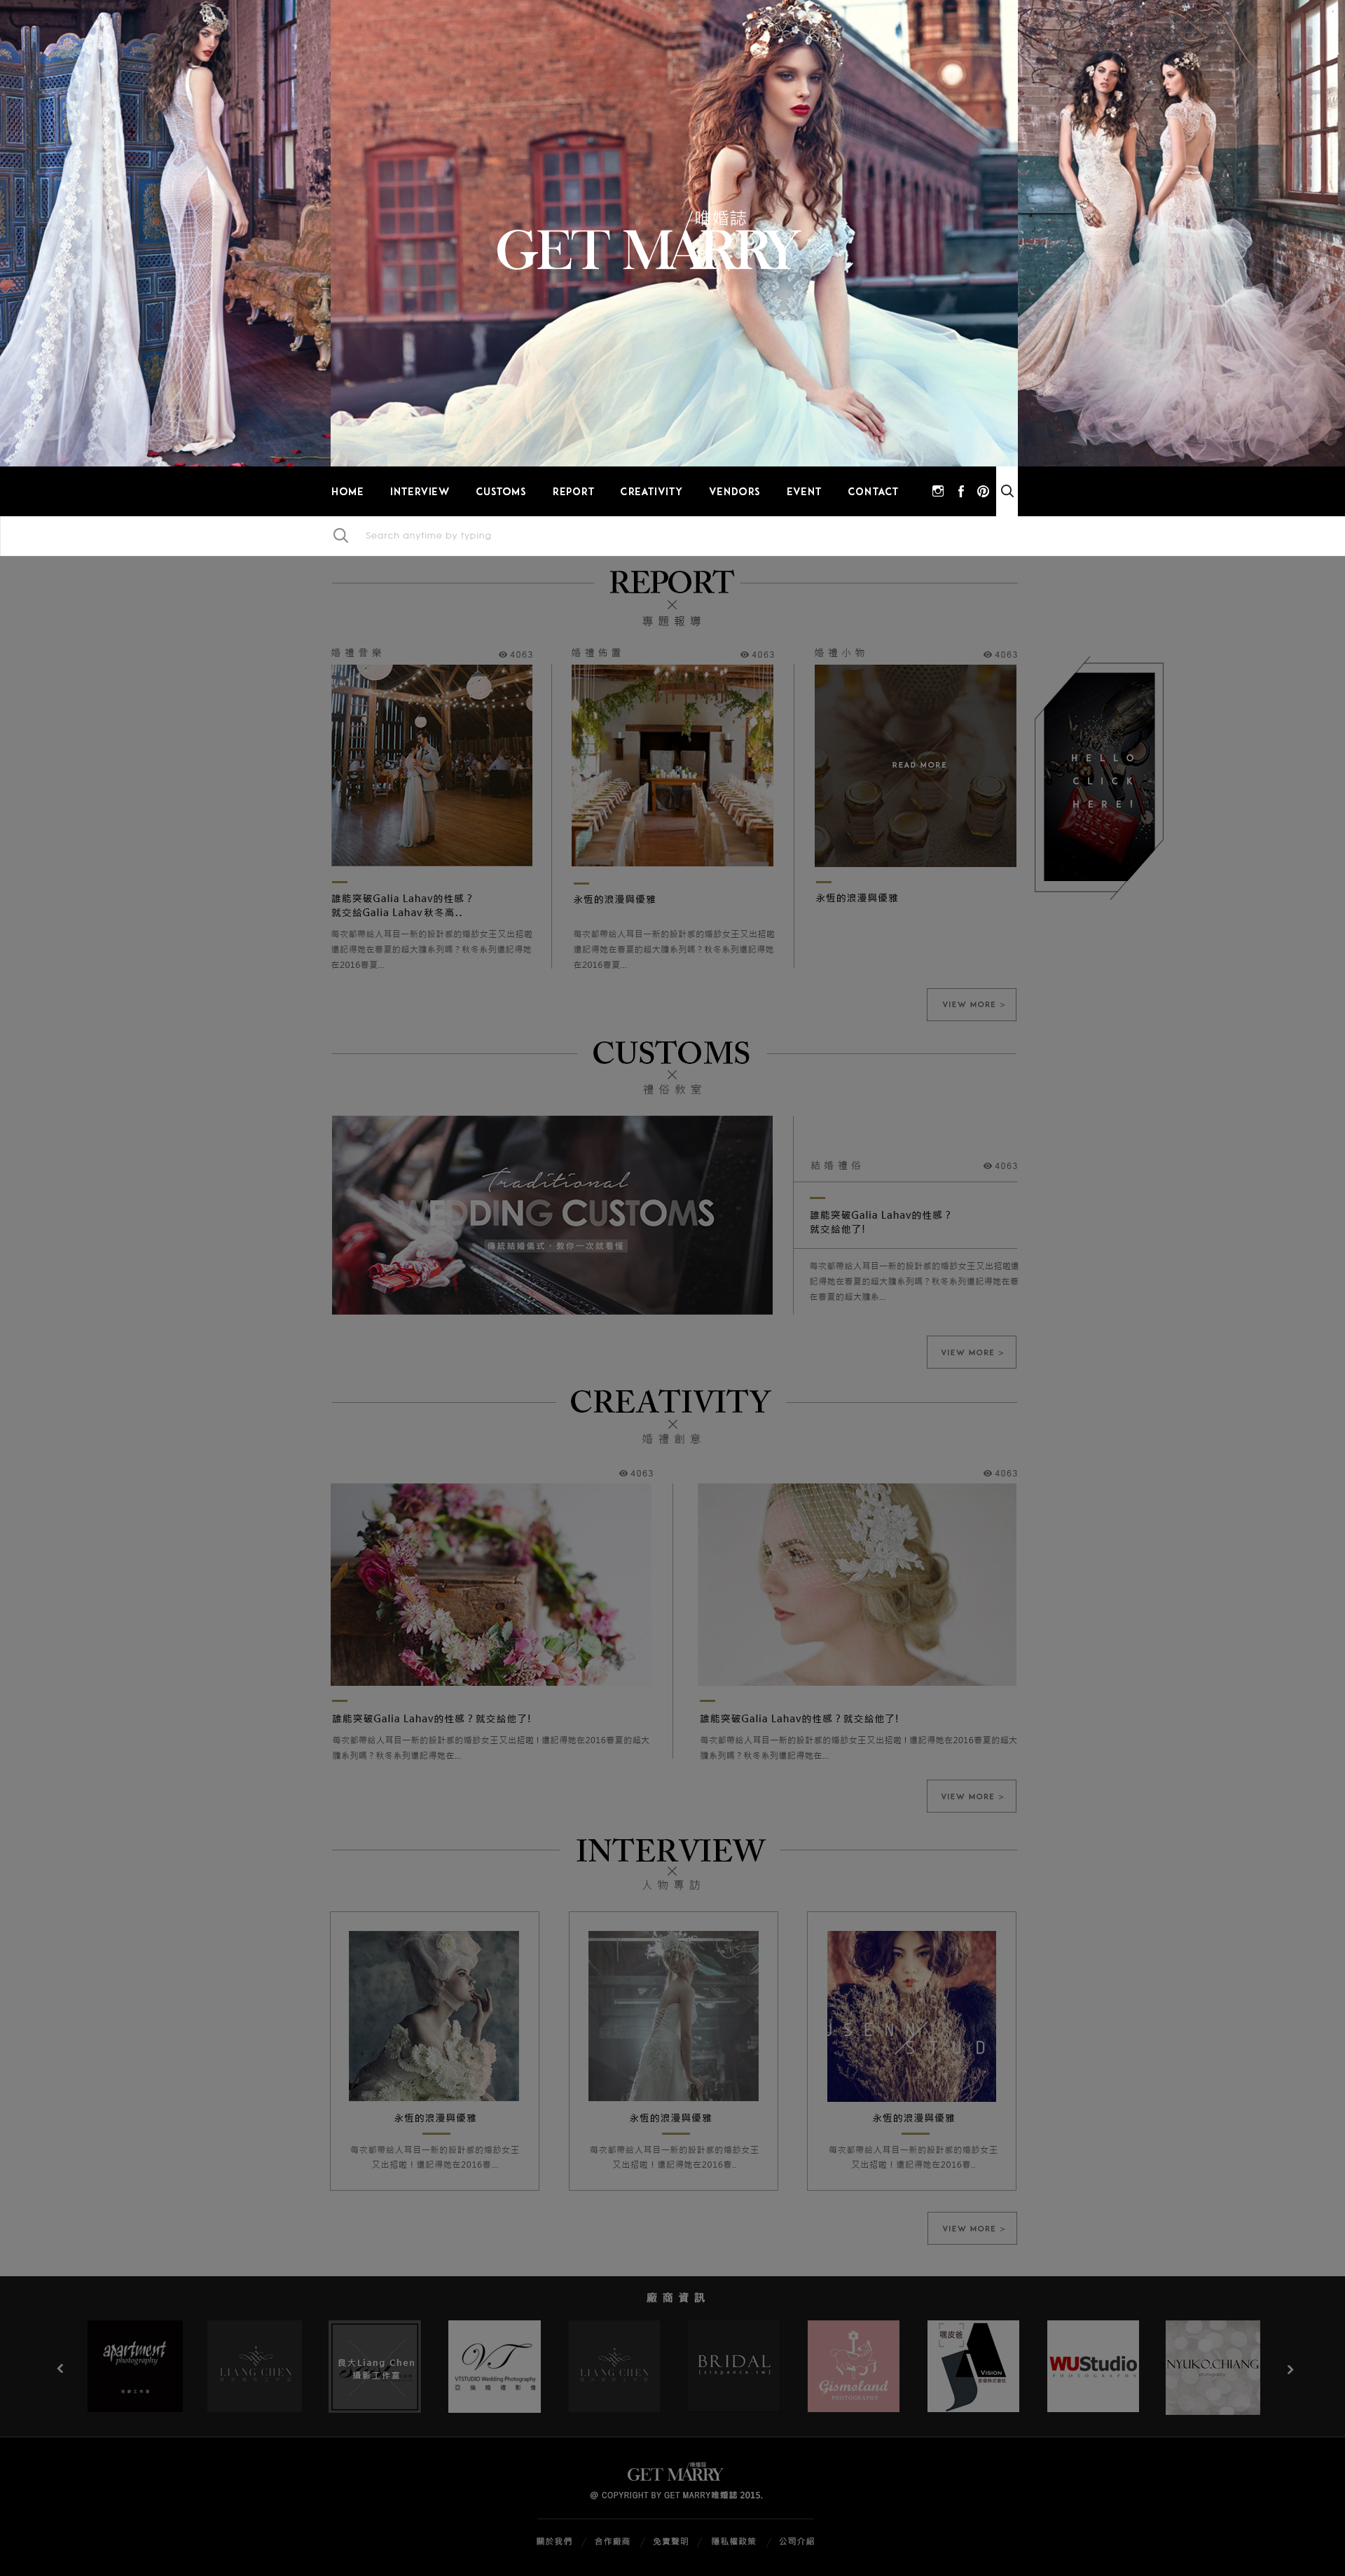 /唯婚誌
GET MARRY
HOME INTERVIEW CUSTOMS REPORT CREATIVITY VENDORS EVENT CONTACT
Search anytime by typing
REPORT
專題報導
婚禮音樂 4063
婚禮佈置 4063
婚禮小物 4063
READ MORE
HELLO
CLICK
HERE!
誰能突破Galia Lahav的性感？
就交給Galia Lahav秋冬高..
每次都帶給人耳目一新的設計感的婚紗女王又出招啦
還記得她在春夏的超大膽系列嗎？秋冬系列還記得她
在2016春夏...
永恆的浪漫與優雅
每次都帶給人耳目一新的設計感的婚紗女王又出招啦
還記得她在春夏的超大膽系列嗎？秋冬系列還記得她
在2016春夏...
永恆的浪漫與優雅
VIEW MORE >
CUSTOMS
禮俗教室
Traditional
WEDDING CUSTOMS
傳統結婚儀式，教你一次就看懂
結婚禮俗 4063
誰能突破Galia Lahav的性感？
就交給他了!
每次都帶給人耳目一新的設計感的婚紗女王又出招啦還
記得她在春夏的超大膽系列嗎？秋冬系列還記得她在春
在春夏的超大膽系...
VIEW MORE >
CREATIVITY
婚禮創意
4063
4063
誰能突破Galia Lahav的性感？就交給他了!
每次都帶給人耳目一新的設計感的婚紗女王又出招啦！還記得她在2016春夏的超大
膽系列嗎？秋冬系列還記得她在...
誰能突破Galia Lahav的性感？就交給他了!
每次都帶給人耳目一新的設計感的婚紗女王又出招啦！還記得她在2016春夏的超大
膽系列嗎？秋冬系列還記得她在...
VIEW MORE >
INTERVIEW
人物專訪
JSENN
STUD
永恆的浪漫與優雅
每次都帶給人耳目一新的設計感的婚紗女王
又出招啦！還記得她在2016春...
永恆的浪漫與優雅
每次都帶給人耳目一新的設計感的婚紗女王
又出招啦！還記得她在2016春..
永恆的浪漫與優雅
每次都帶給人耳目一新的設計感的婚紗女王
又出招啦！還記得她在2016春..
VIEW MORE >
廠商資訊
apartment
photography
LIANG CHEN
良大Liang Chen
攝影工作室
VT
VTSTUDIO Wedding Photography
LIANG CHEN
BRIDAL
Gismoland
PHOTOGRAPHY
嘿皮爸
VISION
WUStudio
PHOTOGRAPHY
NYUKO.CHIANG
photography
/唯婚誌
GET MARRY
@ COPYRIGHT BY GET MARRY唯婚誌 2015.
關於我們 / 合作廠商 / 免責聲明 / 隱私權政策 / 公司介紹